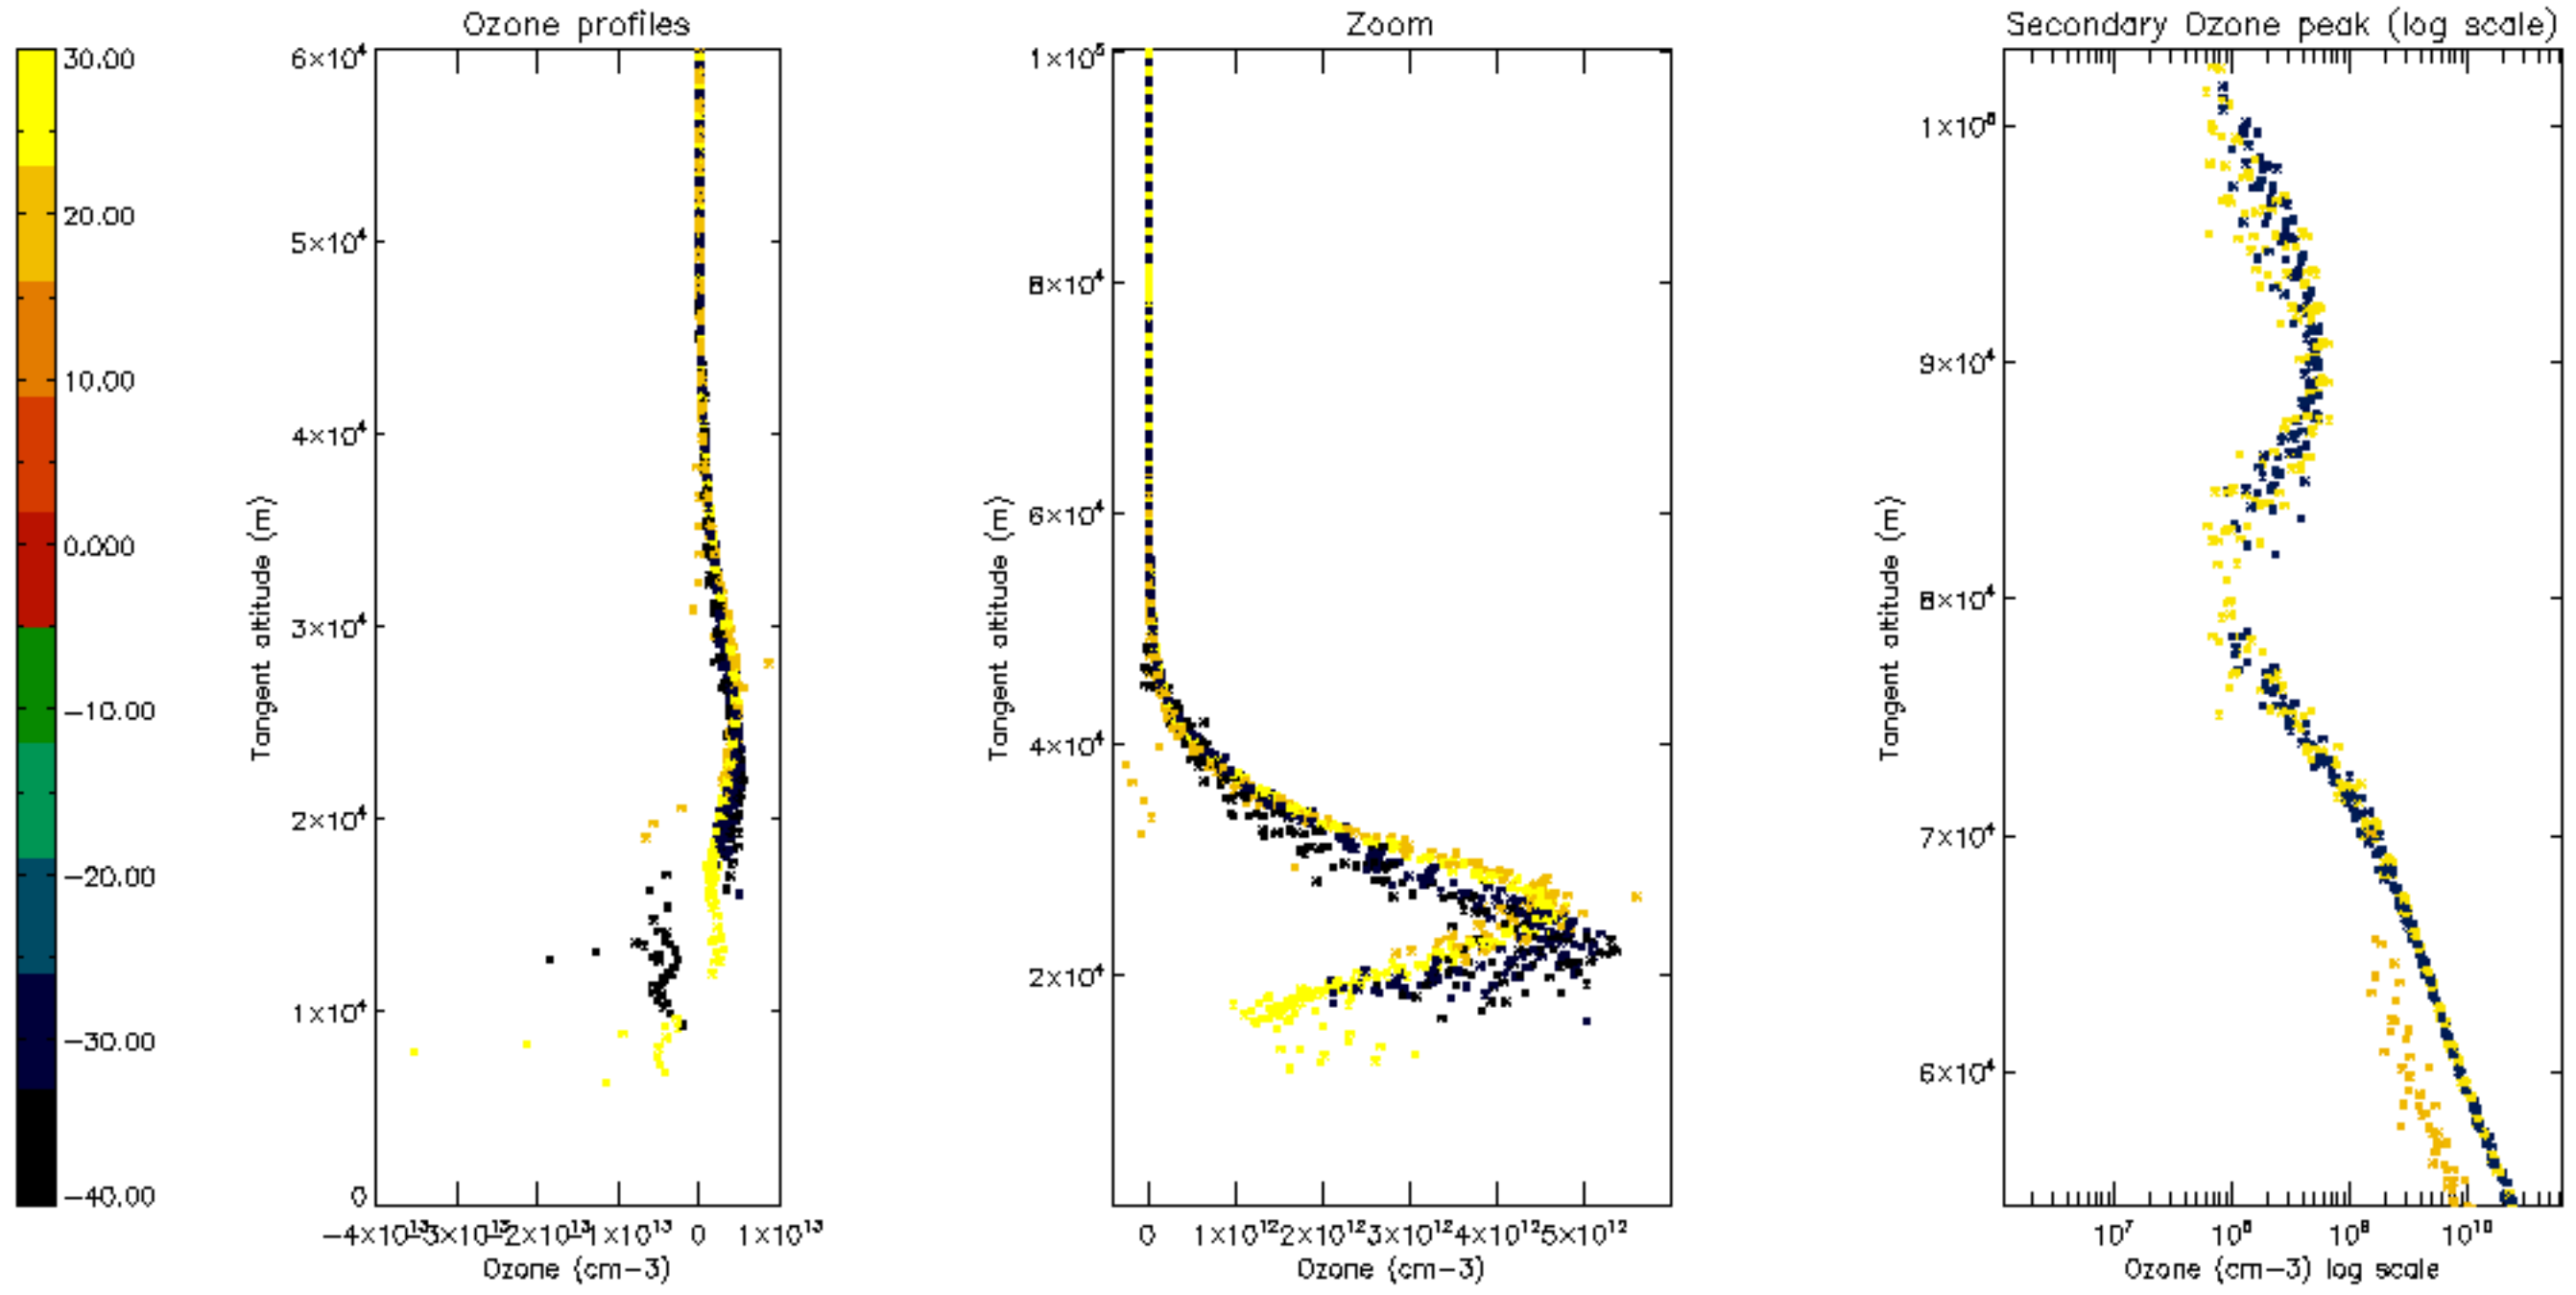 Ozone profiles
Zoom
Secondary Ozone peak (log scale)
30.00
20.00
10.00
0.000
−10.00
−20.00
−30.00
−40.00
6×10⁴
5×10⁴
4×10⁴
3×10⁴
2×10⁴
1×10⁴
0
Tangent altitude (m)
−4×10¹³ −3×10¹³ −2×10¹³ −1×10¹³ 0 1×10¹³
Ozone (cm−3)
1×10⁵
8×10⁴
6×10⁴
4×10⁴
2×10⁴
Tangent altitude (m)
0 1×10¹² 2×10¹² 3×10¹² 4×10¹² 5×10¹²
Ozone (cm−3)
1×10⁵
9×10⁴
8×10⁴
7×10⁴
6×10⁴
Tangent altitude (m)
10⁷ 10⁸ 10⁹ 10¹⁰
Ozone (cm−3) log scale